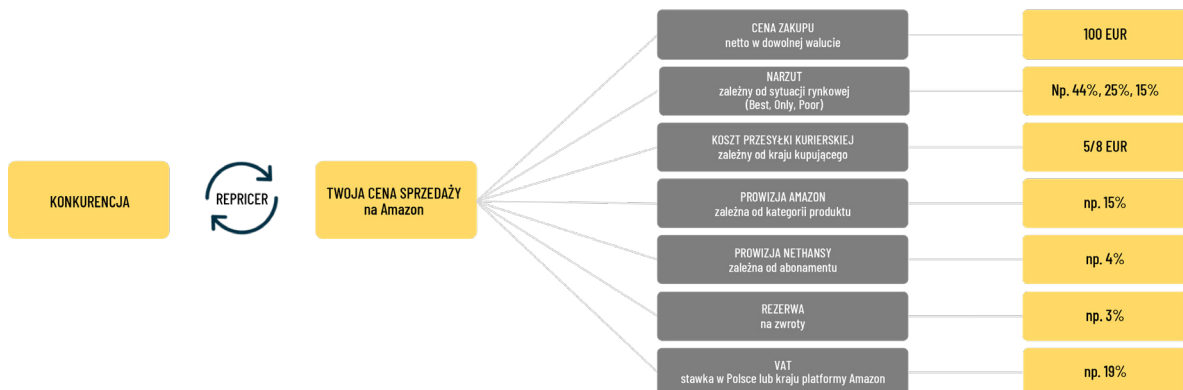 KONKURENCJA
REPRICER
TWOJA CENA SPRZEDAŻY
na Amazon
CENA ZAKUPU
netto w dowolnej walucie
100 EUR
NARZUT
zależny od sytuacji rynkowej
(Best, Only, Poor)
Np. 44%, 25%, 15%
KOSZT PRZESYŁKI KURIERSKIEJ
zależny od kraju kupującego
5/8 EUR
PROWIZJA AMAZON
zależna od kategorii produktu
np. 15%
PROWIZJA NETHANSY
zależna od abonamentu
np. 4%
REZERWA
na zwroty
np. 3%
VAT
stawka w Polsce lub kraju platformy Amazon
np. 19%